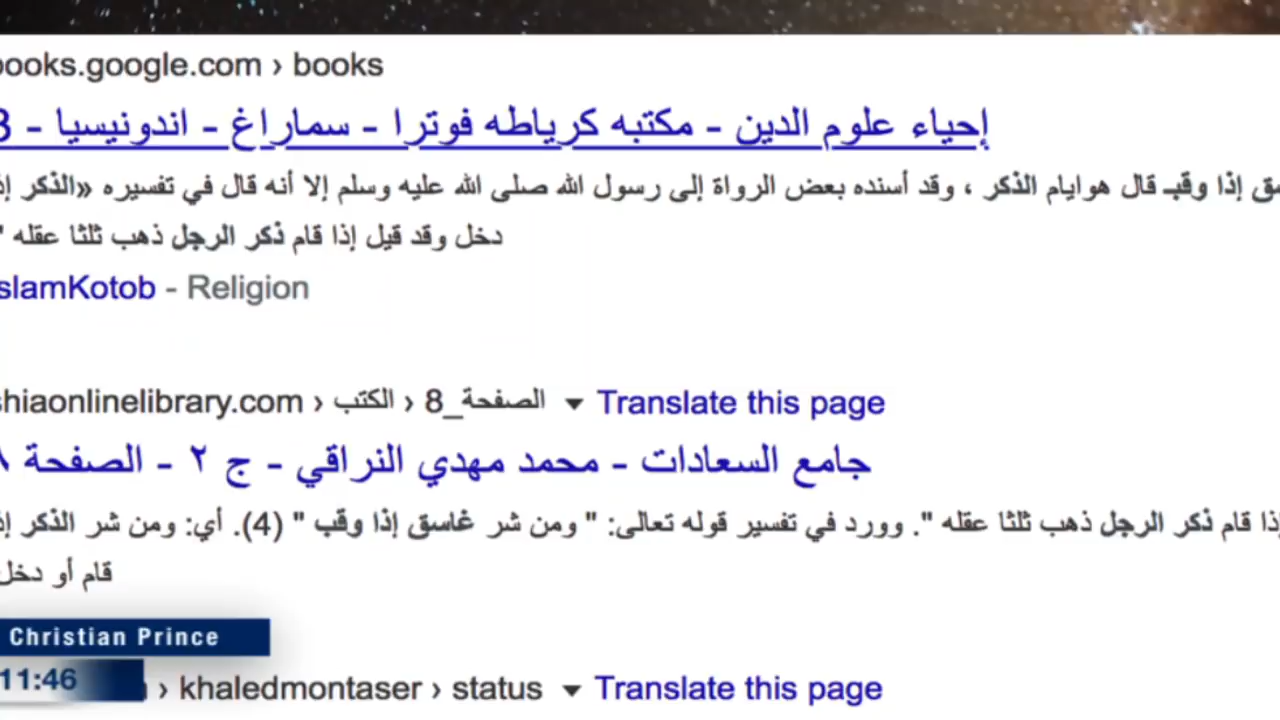 books.google.com › books
إحياء علوم الدين - مكتبه كرياطه فوترا - سماراغ - اندونيسيا -
إذا وقب قال هوايام الذكر ، وقد أسنده بعض الرواة إلى رسول الله صلى الله عليه وسلم إلا أنه قال في تفسيره «الذكر
دخل وقد قيل إذا قام ذكر الرجل ذهب ثلثا عقله "
slamKotob - Religion
shiaonlinelibrary.com › الكتب › الصفحة_8 ▼ Translate this page
جامع السعادات - محمد مهدي النراقي - ج ٢ - الصفحة ٨
إذا قام ذكر الرجل ذهب ثلثا عقله ". وورد في تفسير قوله تعالى: " ومن شر غاسق إذا وقب " (4). أي: ومن شر الذكر
قام أو دخل
Christian Prince
11:46
› khaledmontaser › status ▼ Translate this page